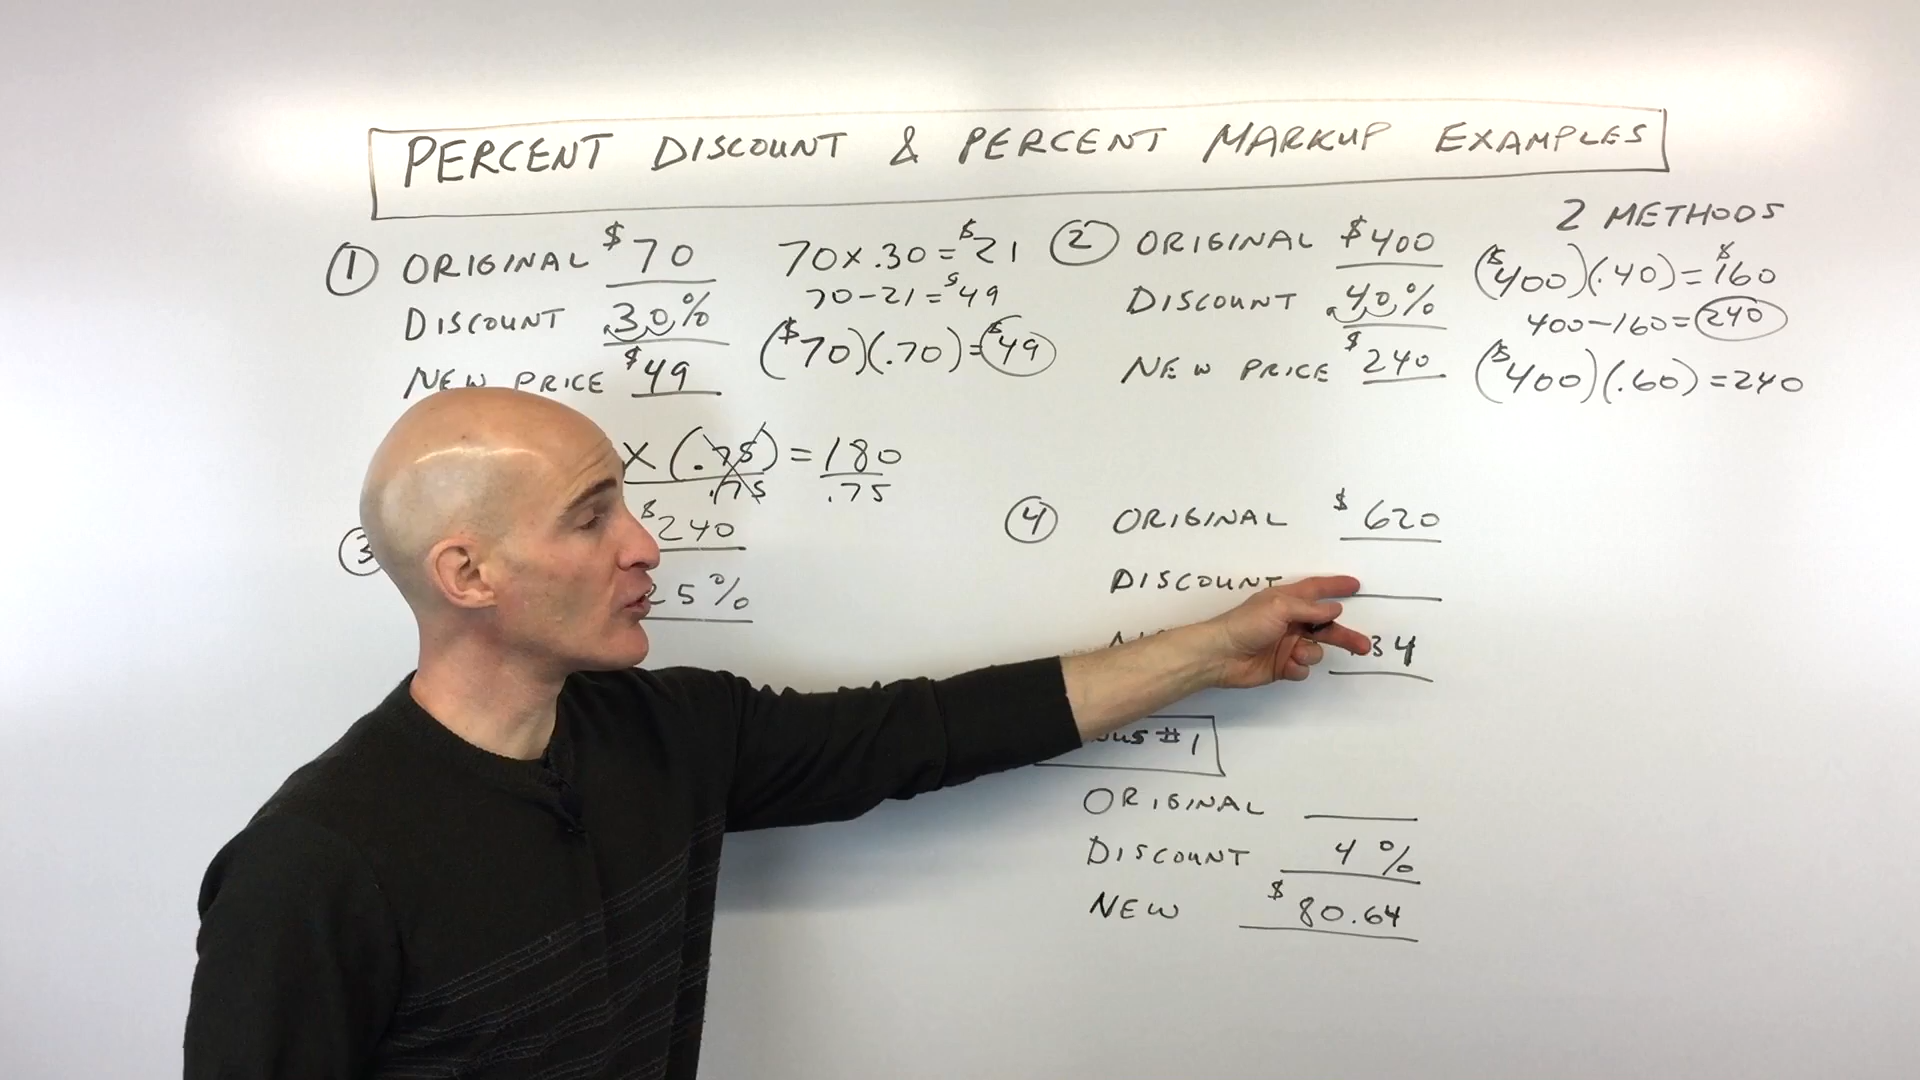 PERCENT DISCOUNT & PERCENT MARKUP EXAMPLES
① ORIGINAL $70
DISCOUNT 30%
NEW PRICE $49
70 x .30 = $21
70 - 21 = $49
($70)(.70) = $49
② ORIGINAL $400
DISCOUNT 40%
NEW PRICE $240
2 METHODS
($400)(.40) = $160
400 - 160 = 240
($400)(.60) = 240
X (.75) = 180
.75 .75
③ $240
25%
④ ORIGINAL $620
DISCOUNT
34
#1
ORIGINAL
DISCOUNT 4%
NEW $80.64